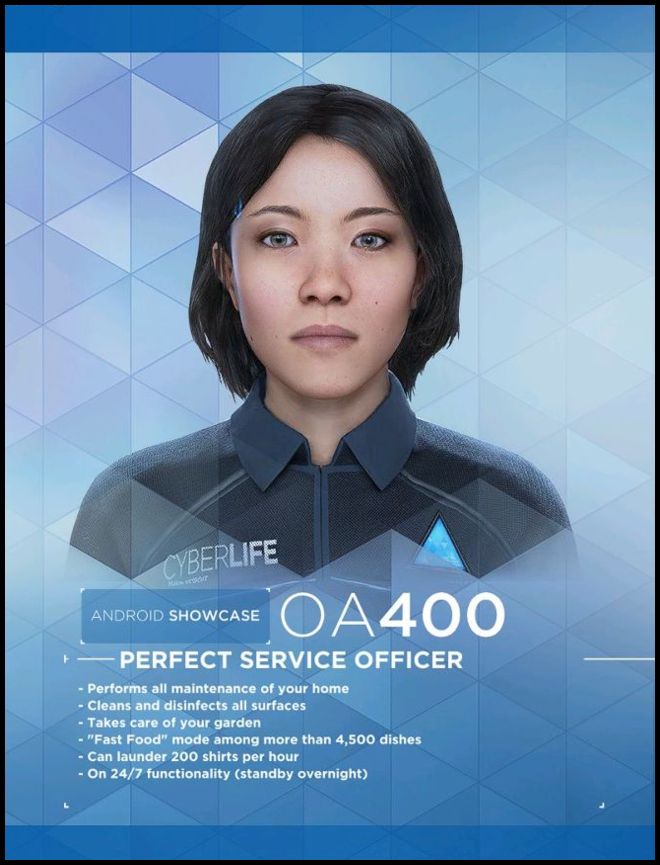 CYBERLIFE
ANDROID SHOWCASE
OA400
PERFECT SERVICE OFFICER
- Performs all maintenance of your home
- Cleans and disinfects all surfaces
- Takes care of your garden
- "Fast Food" mode among more than 4,500 dishes
- Can launder 200 shirts per hour
- On 24/7 functionality (standby overnight)